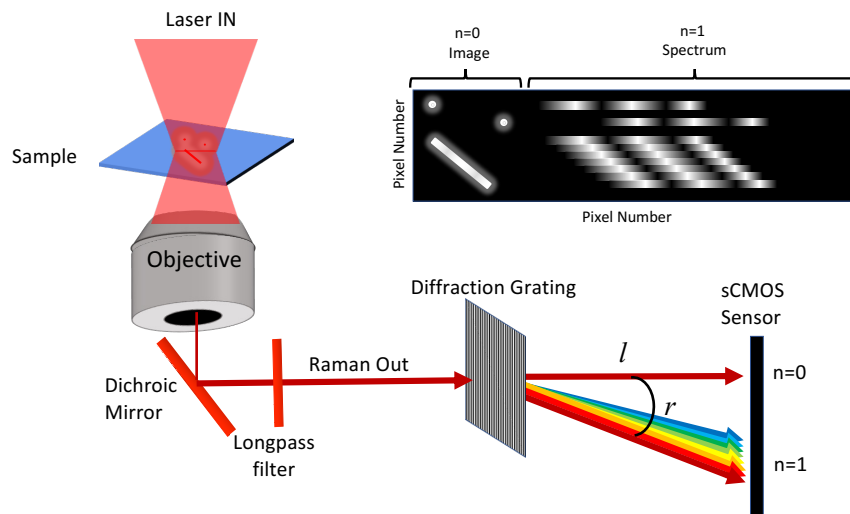 Laser IN
Sample
Objective
Dichroic
Mirror
Longpass
filter
Raman Out
Diffraction Grating
sCMOS
Sensor
l
r
n=0
n=1
n=0
Image
n=1
Spectrum
Pixel Number
Pixel Number